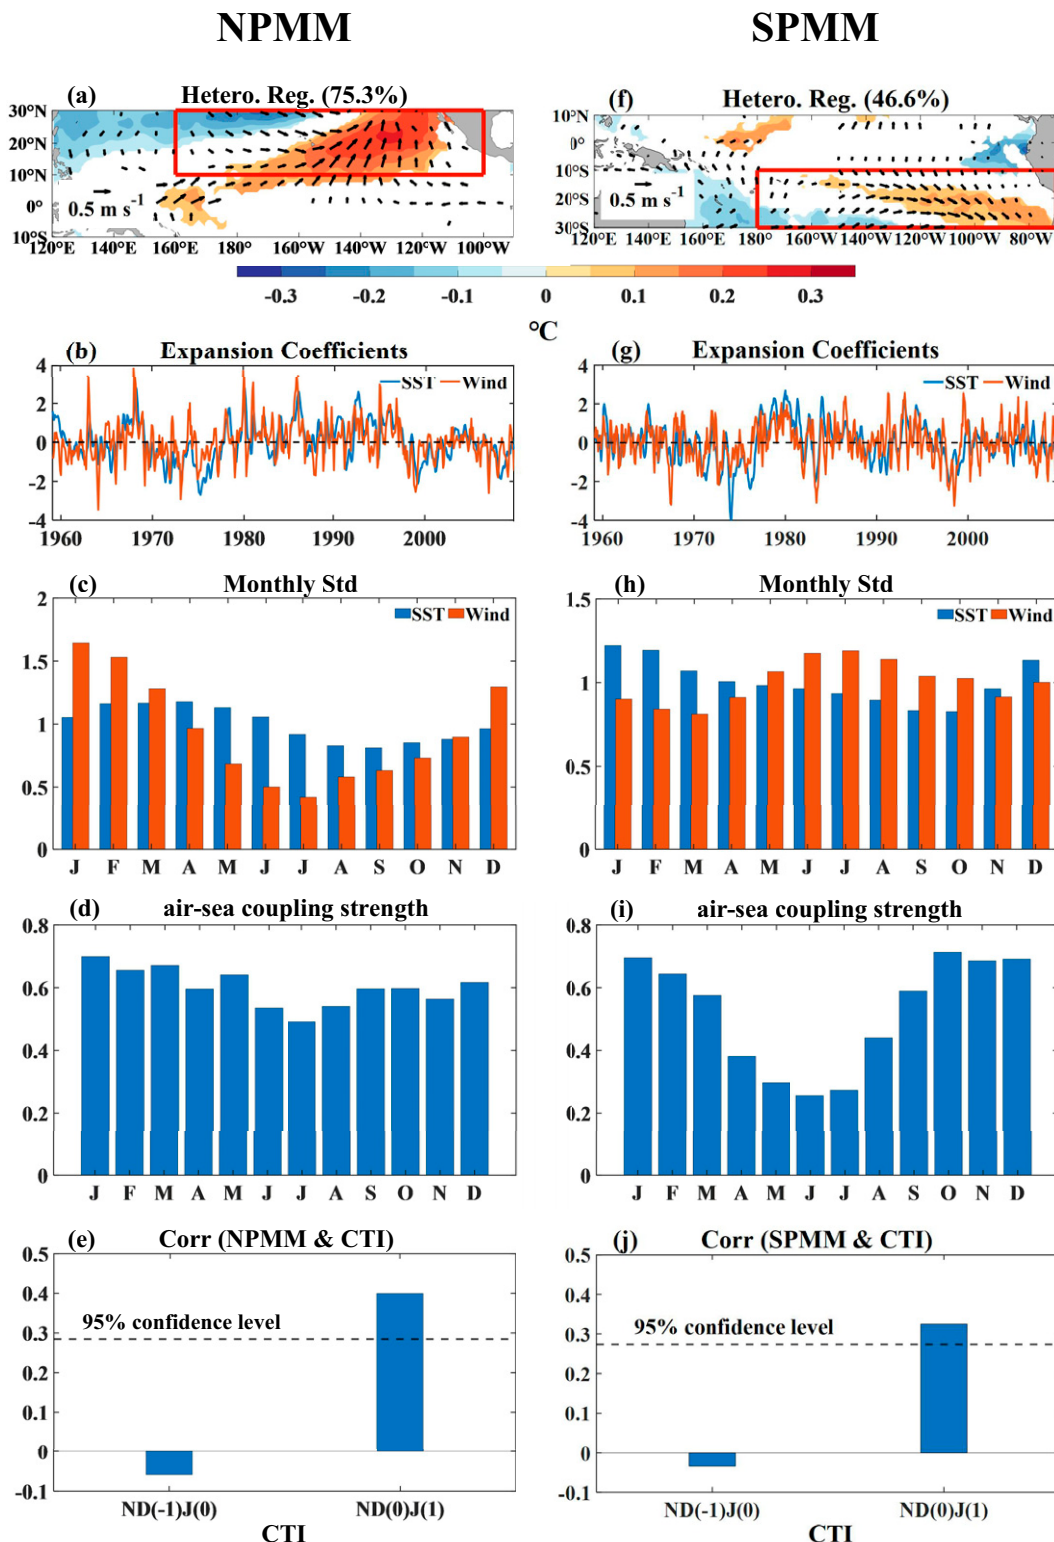 NPMM
SPMM
(a) Hetero. Reg. (75.3%)
30°N
20°N
10°N
0°
10°S
0.5 m s⁻¹
120°E 140°E 160°E 180° 160°W 140°W 120°W 100°W
(f) Hetero. Reg. (46.6%)
10°N
0°
10°S
20°S
30°S
0.5 m s⁻¹
120°E 140°E 160°E 180° 160°W 140°W 120°W 100°W 80°W
-0.3 -0.2 -0.1 0 0.1 0.2 0.3
°C
(b) Expansion Coefficients
SST Wind
4
2
0
-2
-4
1960 1970 1980 1990 2000
(g) Expansion Coefficients
SST Wind
4
2
0
-2
-4
1960 1970 1980 1990 2000
(c) Monthly Std
SST Wind
2
1.5
1
0.5
0
J F M A M J J A S O N D
(h) Monthly Std
SST Wind
1.5
1
0.5
0
J F M A M J J A S O N D
(d) air-sea coupling strength
0.8
0.6
0.4
0.2
0
J F M A M J J A S O N D
(i) air-sea coupling strength
0.8
0.6
0.4
0.2
0
J F M A M J J A S O N D
(e) Corr (NPMM & CTI)
0.5
0.4
95% confidence level
0.3
0.2
0.1
0
-0.1
ND(-1)J(0) ND(0)J(1)
CTI
(j) Corr (SPMM & CTI)
0.5
0.4
95% confidence level
0.3
0.2
0.1
0
-0.1
ND(-1)J(0) ND(0)J(1)
CTI